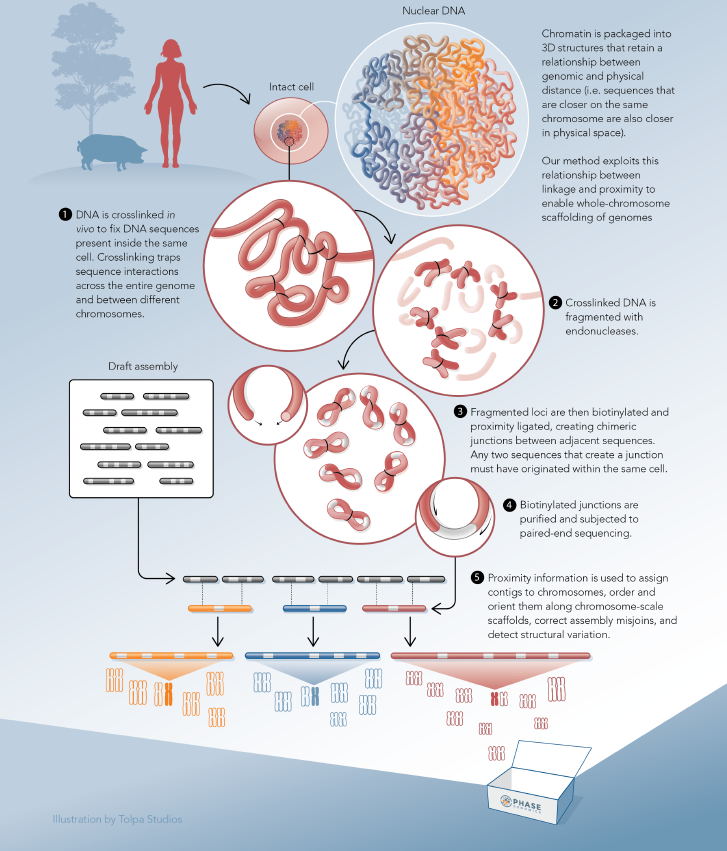 Nuclear DNA
Chromatin is packaged into
3D structures that retain a
relationship between
genomic and physical
distance (i.e. sequences that
are closer on the same
chromosome are also closer
in physical space).
Our method exploits this
relationship between
linkage and proximity to
enable whole-chromosome
scaffolding of genomes
Intact cell
1 DNA is crosslinked in
vivo to fix DNA sequences
present inside the same
cell. Crosslinking traps
sequence interactions
across the entire genome
and between different
chromosomes.
2 Crosslinked DNA is
fragmented with
endonucleases.
Draft assembly
3 Fragmented loci are then biotinylated and
proximity ligated, creating chimeric
junctions between adjacent sequences.
Any two sequences that create a junction
must have originated within the same cell.
4 Biotinylated junctions are
purified and subjected to
paired-end sequencing.
5 Proximity information is used to assign
contigs to chromosomes, order and
orient them along chromosome-scale
scaffolds, correct assembly misjoins, and
detect structural variation.
PHASE
GENOMICS
Illustration by Tolpa Studios